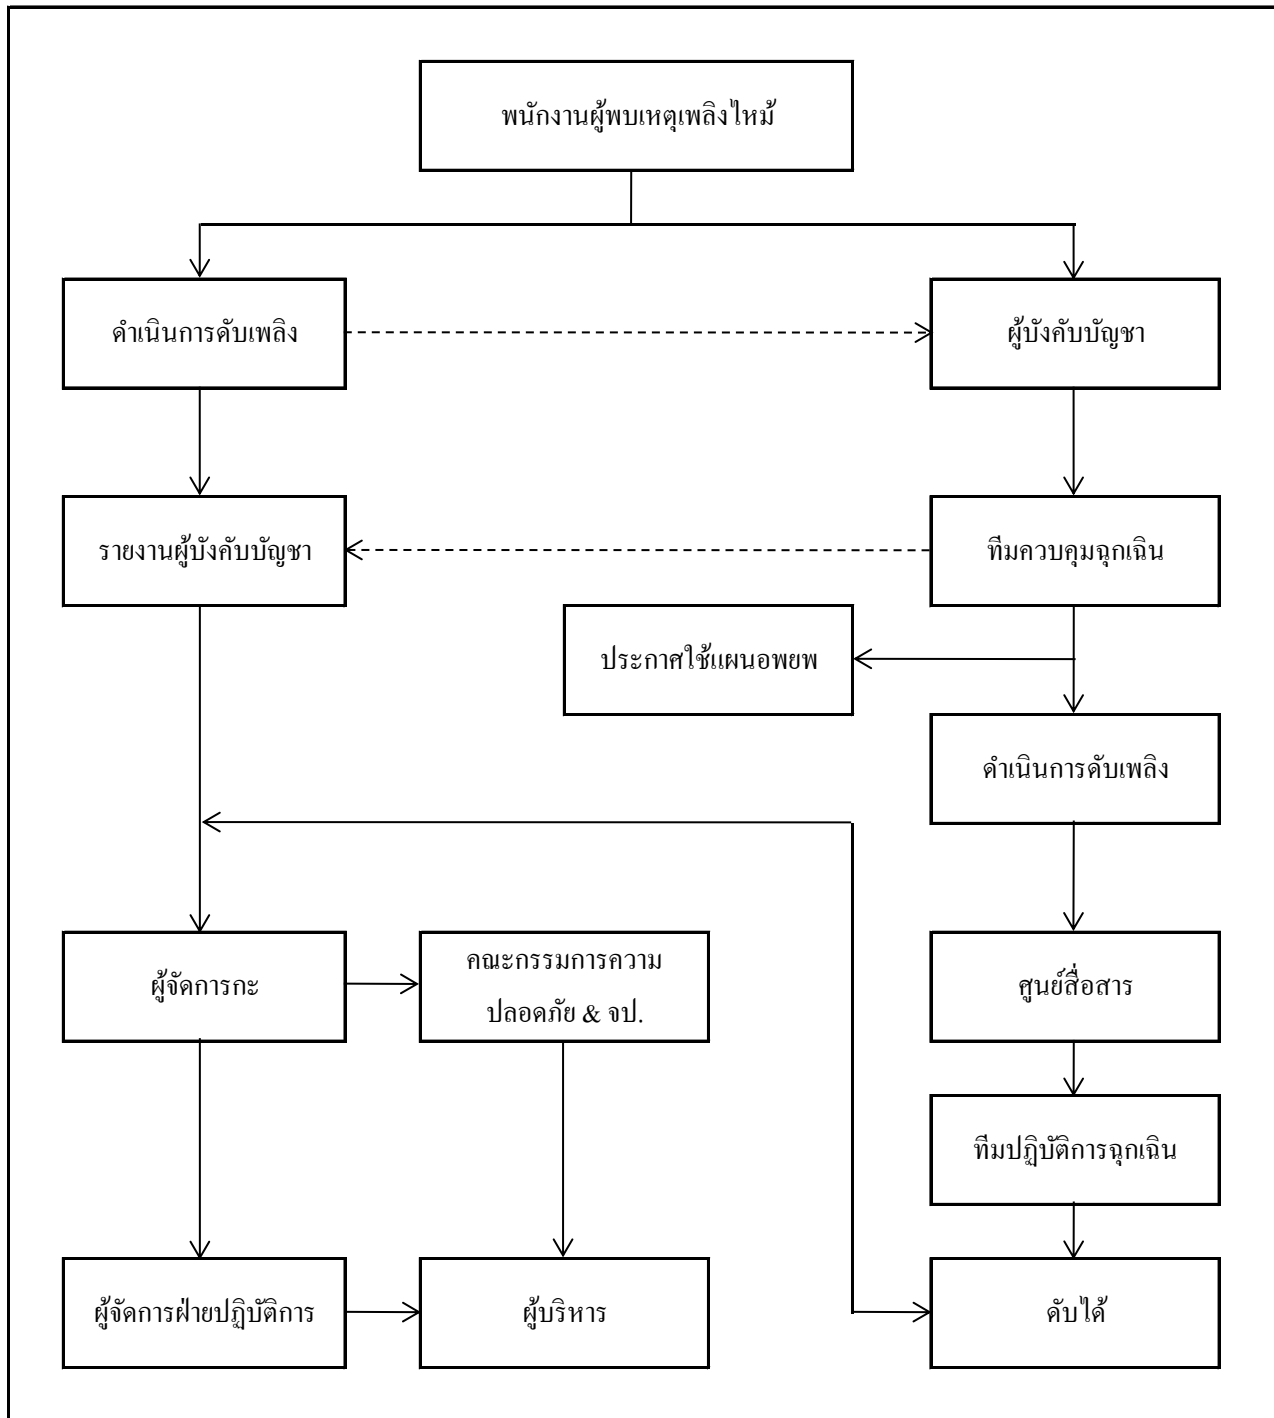 พนักงานผู้พบเหตุเพลิงไหม้
ดำเนินการดับเพลิง
ผู้บังคับบัญชา
รายงานผู้บังคับบัญชา
ทีมควบคุมฉุกเฉิน
ประกาศใช้แผนอพยพ
ดำเนินการดับเพลิง
ผู้จัดการกะ
คณะกรรมการความ
ปลอดภัย & จป.
ศูนย์สื่อสาร
ทีมปฏิบัติการฉุกเฉิน
ผู้จัดการฝ่ายปฏิบัติการ
ผู้บริหาร
ดับได้